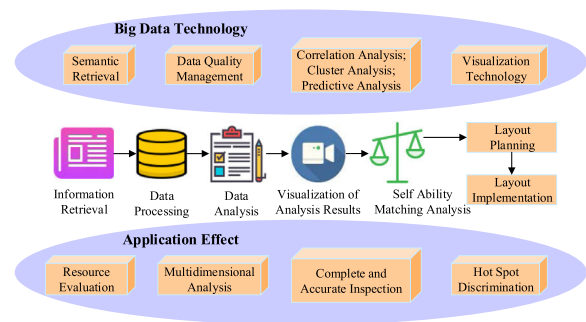 Big Data Technology
Semantic
Retrieval
Data Quality
Management
Correlation Analysis;
Cluster Analysis;
Predictive Analysis
Visualization
Technology
Information
Retrieval
Data
Processing
Data
Analysis
Visualization of
Analysis Results
Self Ability
Matching Analysis
Layout
Planning
Layout
Implementation
Application Effect
Resource
Evaluation
Multidimensional
Analysis
Complete and
Accurate Inspection
Hot Spot
Discrimination